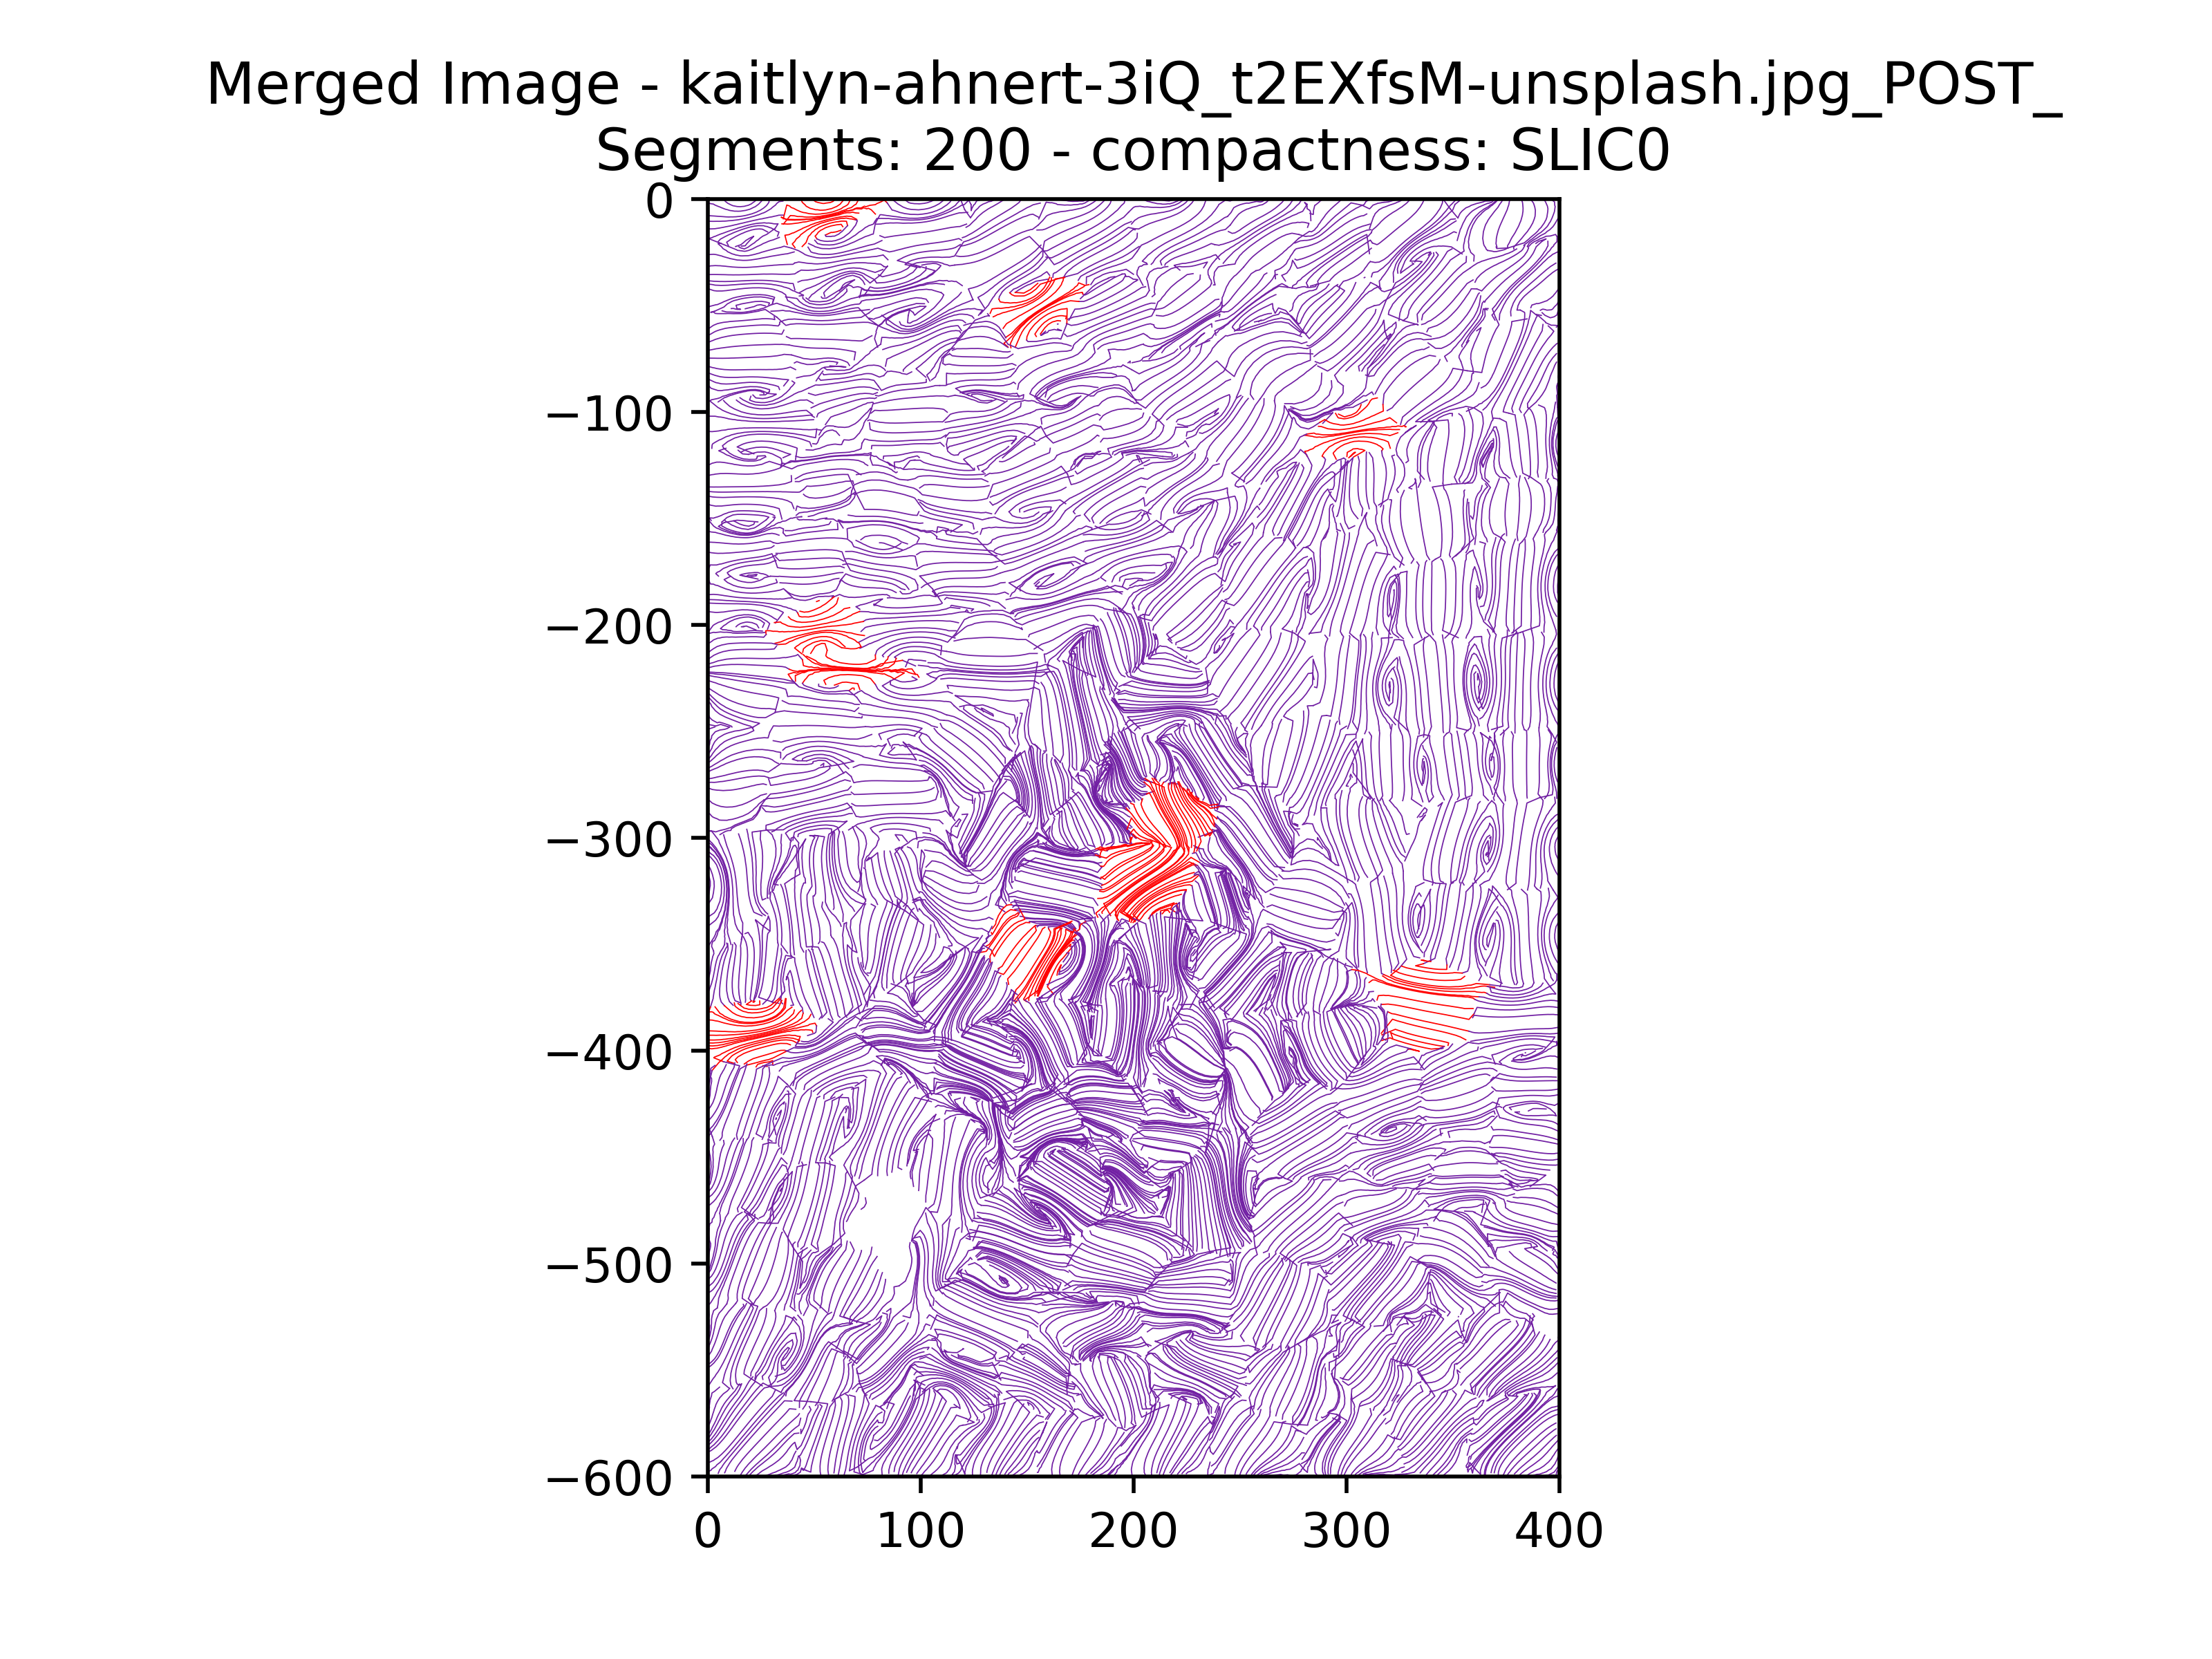 Merged Image - kaitlyn-ahnert-3iQ_t2EXfsM-unsplash.jpg_POST_
Segments: 200 - compactness: SLIC0
0
−100
−200
−300
−400
−500
−600
0 100 200 300 400